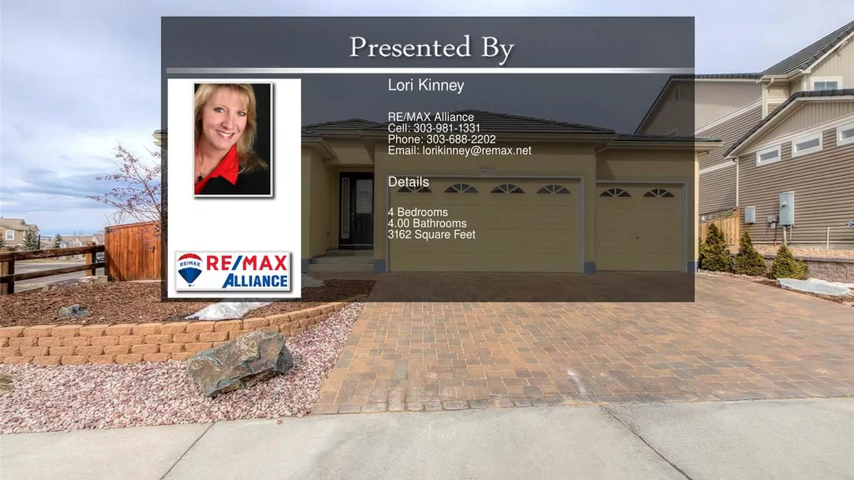 Presented By
Lori Kinney
RE/MAX Alliance
Cell: 303-981-1331
Phone: 303-688-2202
Email: lorikinney@remax.net
Details
4 Bedrooms
4.00 Bathrooms
3162 Square Feet
RE/MAX
RE/MAX
ALLIANCE